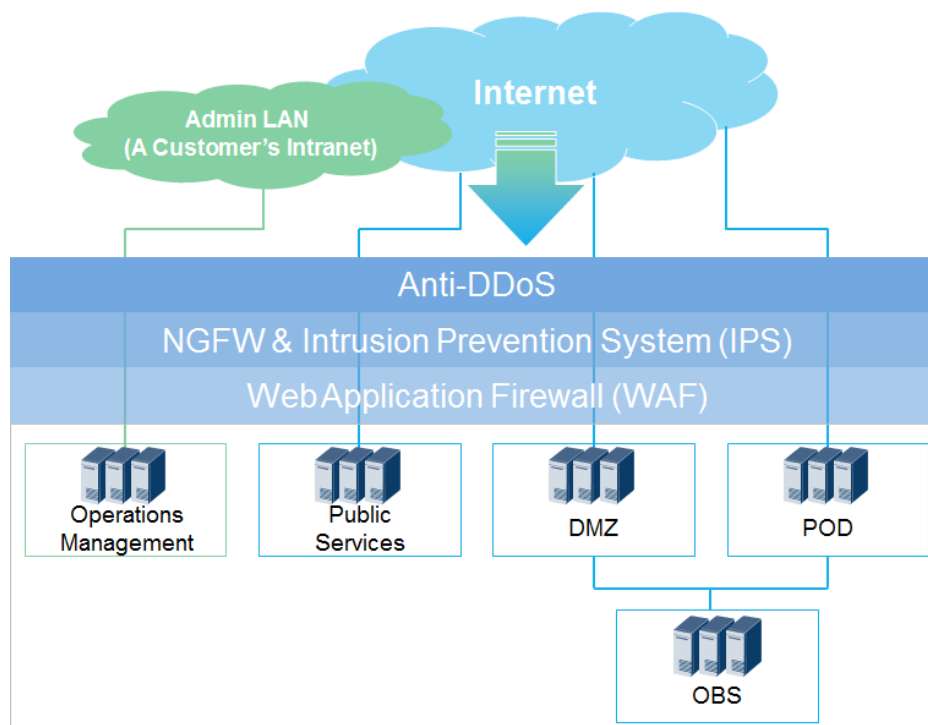 Internet
Admin LAN
(A Customer's Intranet)
Anti-DDoS
NGFW & Intrusion Prevention System (IPS)
Web Application Firewall (WAF)
Operations
Management
Public
Services
DMZ
POD
OBS